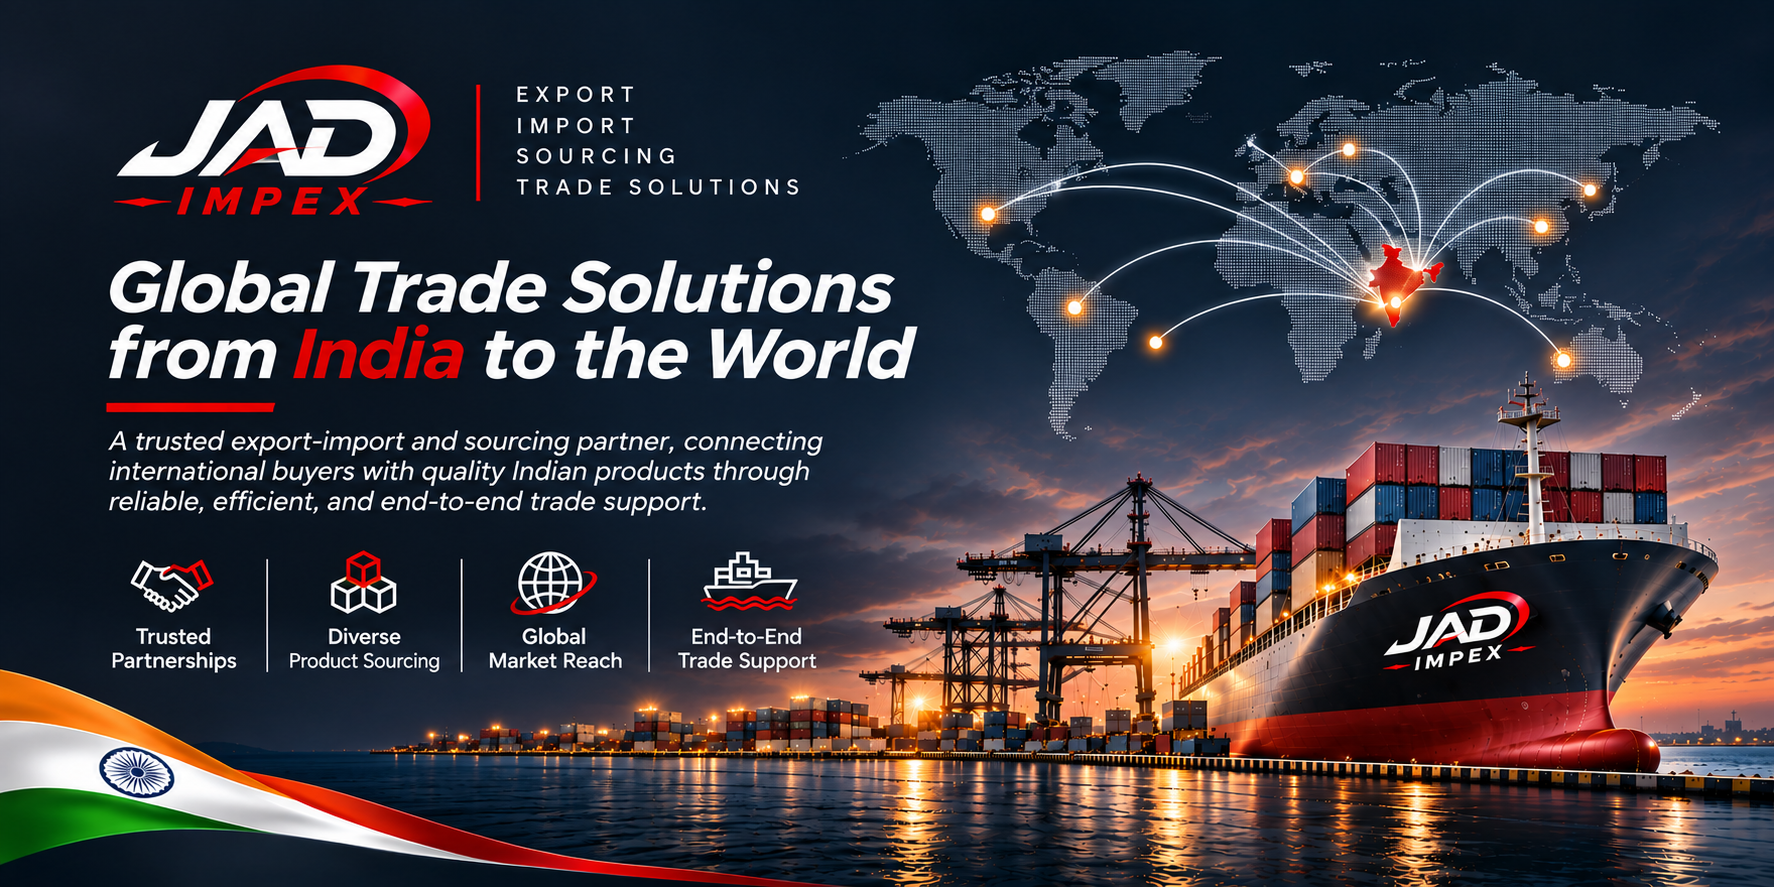 JAD
IMPEX
EXPORT
IMPORT
SOURCING
TRADE SOLUTIONS
Global Trade Solutions
from India to the World
A trusted export-import and sourcing partner, connecting
international buyers with quality Indian products through
reliable, efficient, and end-to-end trade support.
Trusted
Partnerships
Diverse
Product Sourcing
Global
Market Reach
End-to-End
Trade Support
JAD
IMPEX